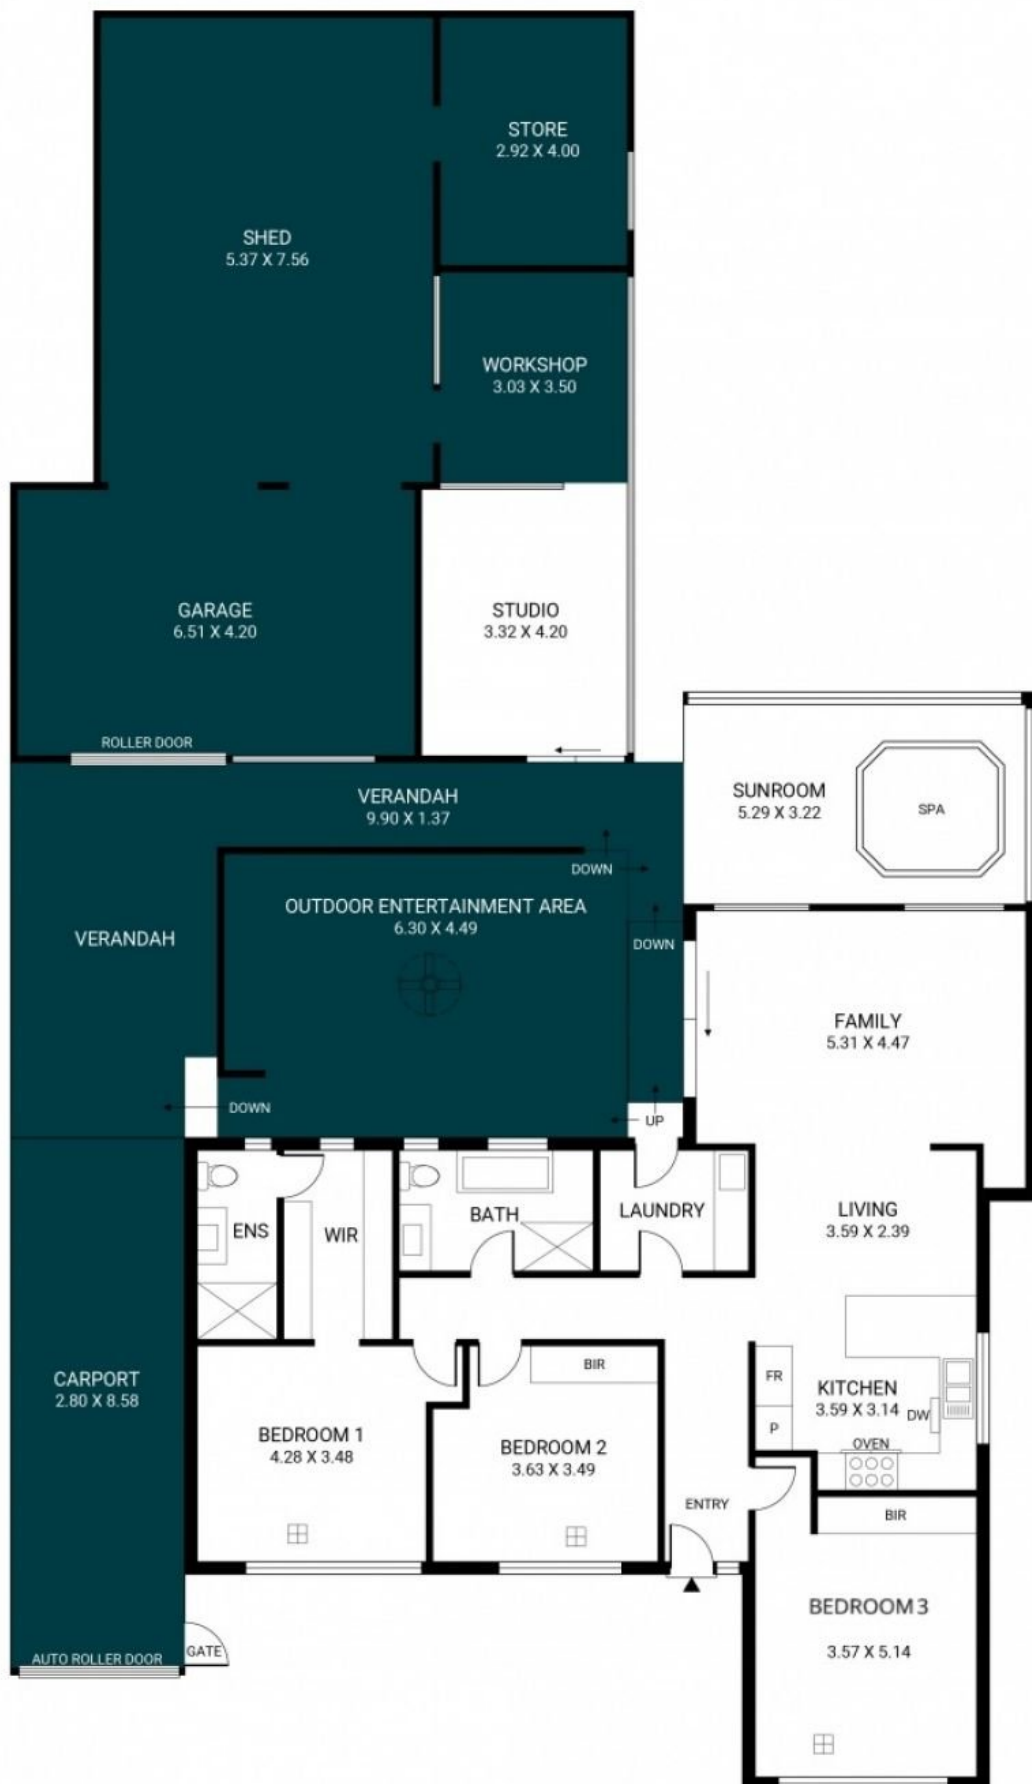 STORE
2.92 X 4.00
SHED
5.37 X 7.56
WORKSHOP
3.03 X 3.50
GARAGE
6.51 X 4.20
STUDIO
3.32 X 4.20
ROLLER DOOR
VERANDAH
9.90 X 1.37
SUNROOM
5.29 X 3.22
SPA
DOWN
OUTDOOR ENTERTAINMENT AREA
6.30 X 4.49
VERANDAH
DOWN
FAMILY
5.31 X 4.47
DOWN
UP
ENS
WIR
BATH
LAUNDRY
LIVING
3.59 X 2.39
CARPORT
2.80 X 8.58
BIR
FR
KITCHEN
3.59 X 3.14
DW
P
OVEN
BEDROOM 1
4.28 X 3.48
BEDROOM 2
3.63 X 3.49
ENTRY
BIR
BEDROOM 3
3.57 X 5.14
GATE
AUTO ROLLER DOOR